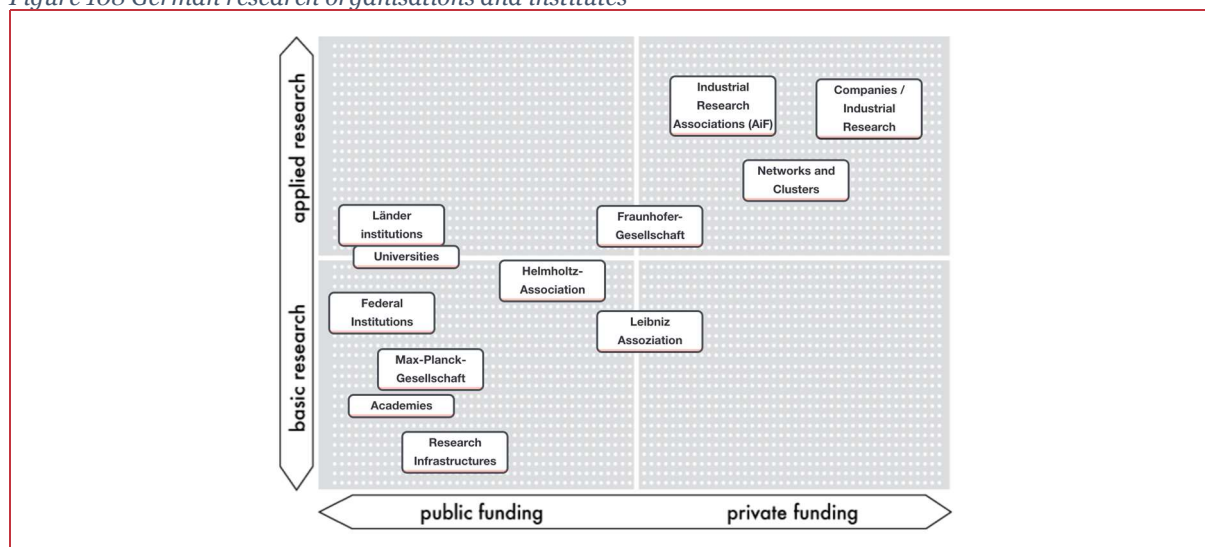 Figure 108 German research organisations and institutes
applied research
basic research
Industrial
Research
Associations (AiF)
Companies /
Industrial
Research
Networks and
Clusters
Länder
institutions
Universities
Fraunhofer-
Gesellschaft
Helmholtz-
Association
Federal
Institutions
Leibniz
Assoziation
Max-Planck-
Gesellschaft
Academies
Research
Infrastructures
public funding
private funding